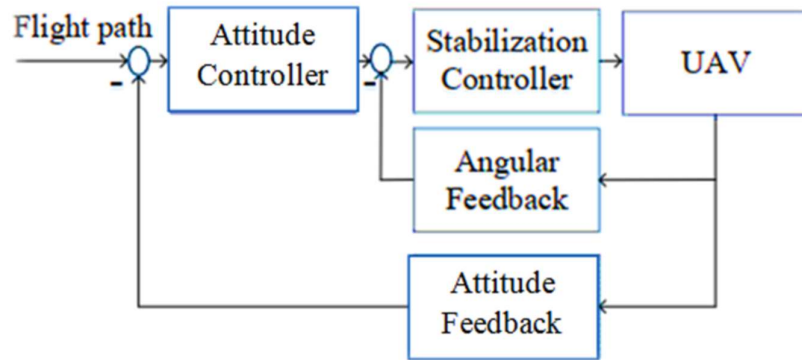 Flight path
Attitude
Controller
Stabilization
Controller
UAV
-
-
Angular
Feedback
Attitude
Feedback